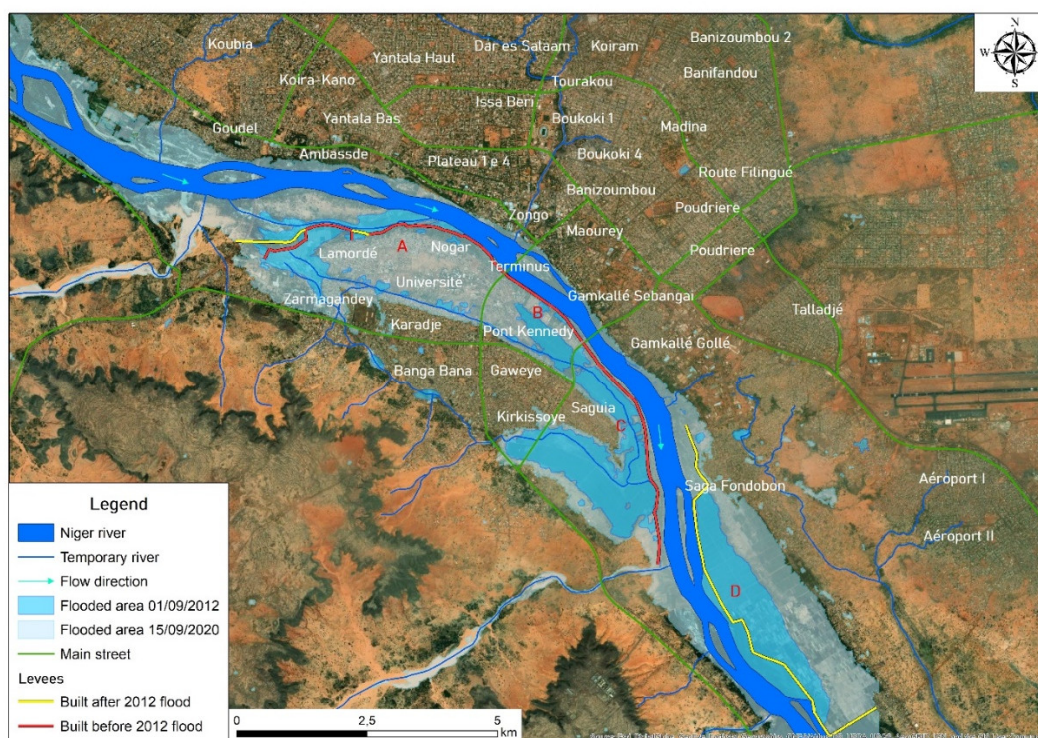 Koubia
Dar es Salaam
Koiram
Banizoumbou 2
N
W E
S
Yantala Haut
Koira-Kano
Banifandou
Tourakou
Issa Beri
Yantala Bas
Boukoki 1
Goudel
Madina
Ambassde
Plateau 1 e 4
Boukoki 4
Route Filingué
Banizoumbou
Poudriere
Zongo
Maourey
Lamordé
A
Nogar
Terminus
Poudriere
Université
Zarmagandey
Gamkallé Sebangai
Talladjé
B
Karadje
Pont Kennedy
Gamkallé Gollé
Banga Bana
Gaweye
Saguia
Kirkissoye
C
Saga Fondobon
Aéroport I
Aéroport II
D
Legend
Niger river
Temporary river
Flow direction
Flooded area 01/09/2012
Flooded area 15/09/2020
Main street
Levees
Built after 2012 flood
Built before 2012 flood
0 2.5 5
km